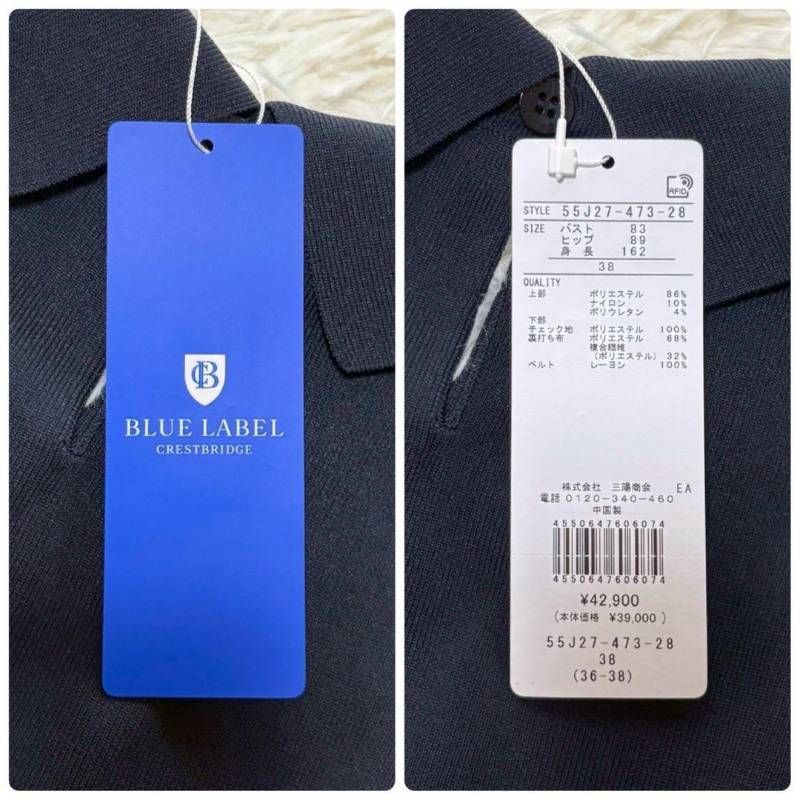 CB
BLUE LABEL
CRESTBRIDGE
RFID
STYLE 55J27-473-28
SIZE バスト 83
ヒップ 89
身長 162
38
QUALITY
上部 ポリエステル 86%
ナイロン 10%
ポリウレタン 4%
下部
チェック地 ポリエステル 100%
裏打ち布 ポリエステル 68%
複合繊維
(ポリエステル) 32%
ベルト レーヨン 100%
株式会社 三陽商会 EA
電話 0120-340-460
中国製
4550647606074
4550647606074
¥42,900
(本体価格 ¥39,000)
55J27-473-28
38
(36-38)